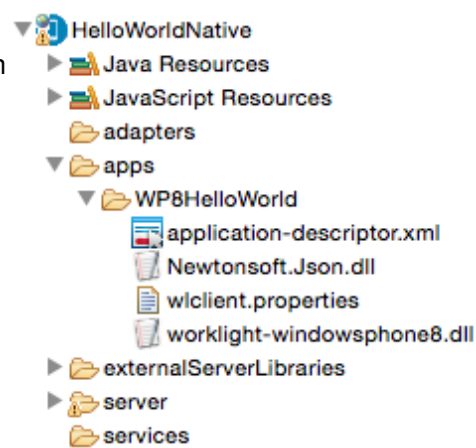 HelloWorldNative
n
Java Resources
JavaScript Resources
adapters
apps
WP8HelloWorld
application-descriptor.xml
Newtonsoft.Json.dll
wlclient.properties
worklight-windowsphone8.dll
externalServerLibraries
server
services